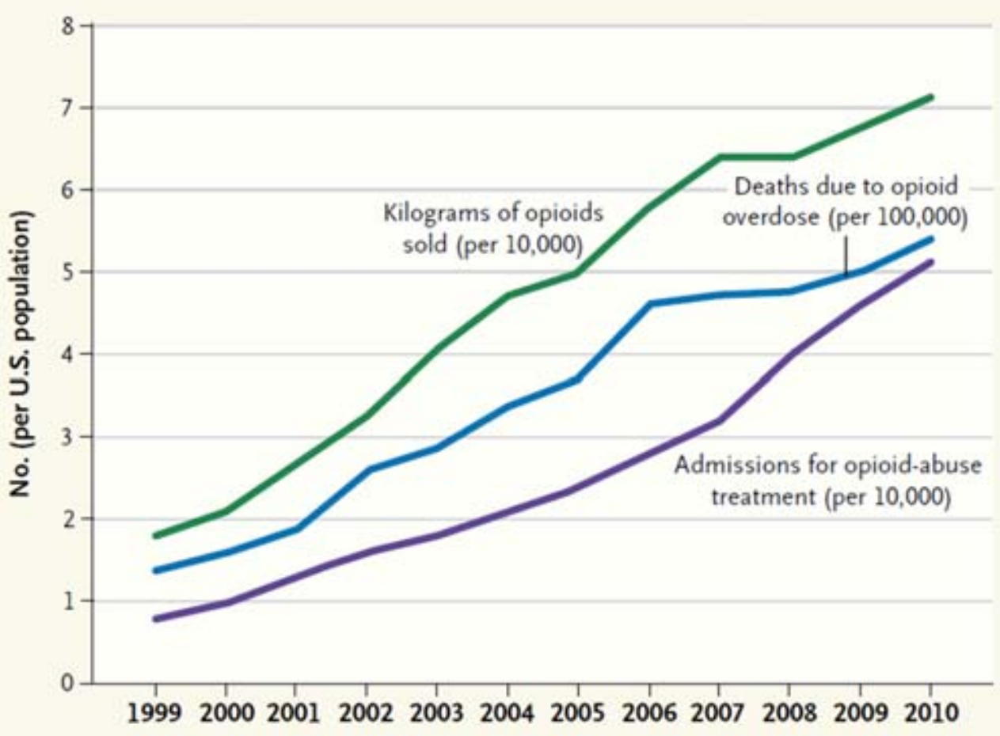 No. (per U.S. population)
8
7
6
5
4
3
2
1
0
Kilograms of opioids
sold (per 10,000)
Deaths due to opioid
overdose (per 100,000)
Admissions for opioid-abuse
treatment (per 10,000)
1999 2000 2001 2002 2003 2004 2005 2006 2007 2008 2009 2010